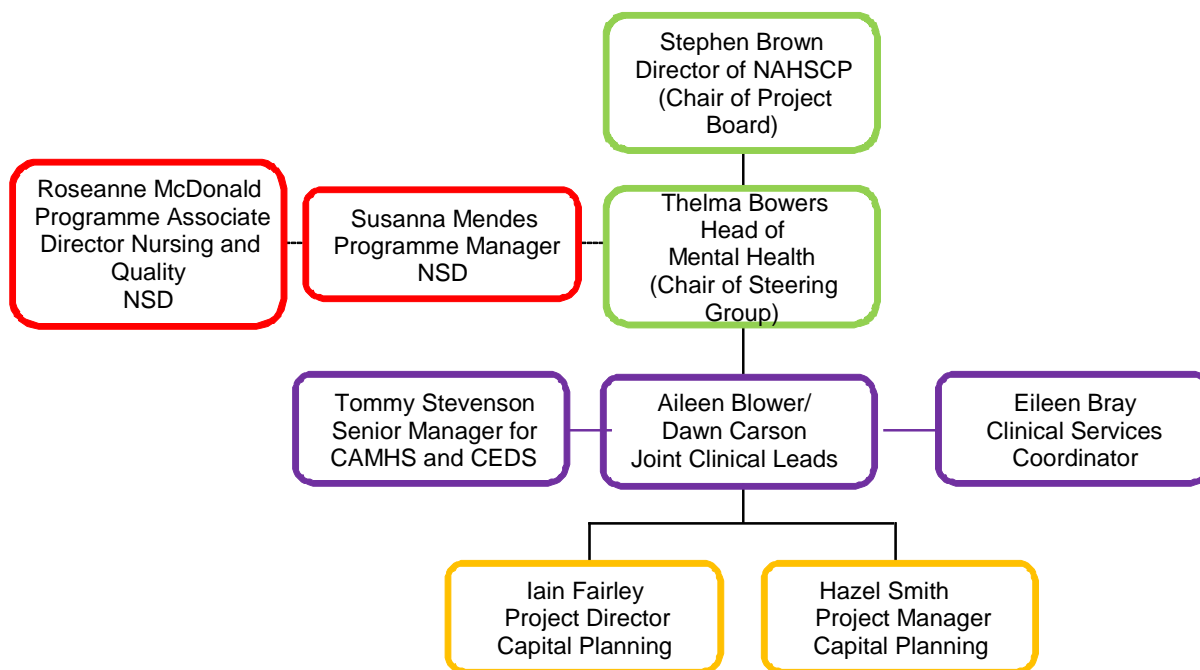 Stephen Brown
Director of NAHSCP
(Chair of Project
Board)
Roseanne McDonald
Programme Associate
Director Nursing and
Quality
NSD
Susanna Mendes
Programme Manager
NSD
Thelma Bowers
Head of
Mental Health
(Chair of Steering
Group)
Tommy Stevenson
Senior Manager for
CAMHS and CEDS
Aileen Blower/
Dawn Carson
Joint Clinical Leads
Eileen Bray
Clinical Services
Coordinator
Iain Fairley
Project Director
Capital Planning
Hazel Smith
Project Manager
Capital Planning